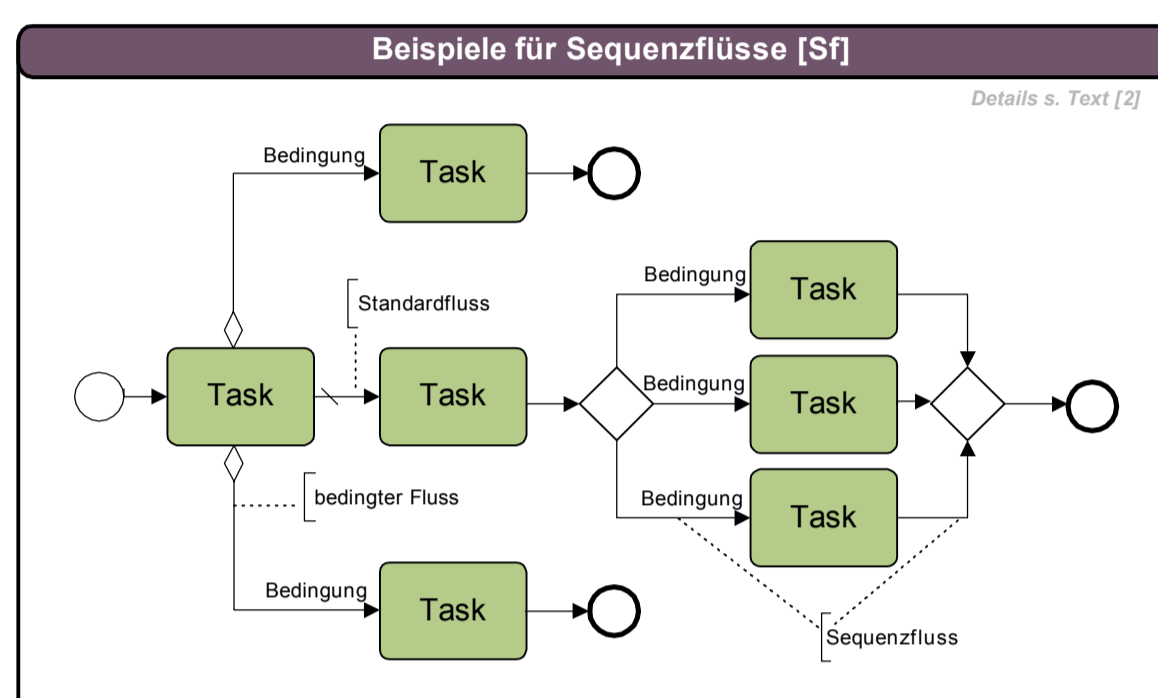 Beispiele für Sequenzflüsse [Sf]
Details s. Text [2]
Bedingung
Task
Bedingung
Task
Standardfluss
Task
Task
Bedingung
Task
bedingter Fluss
Bedingung
Task
Bedingung
Task
Sequenzfluss